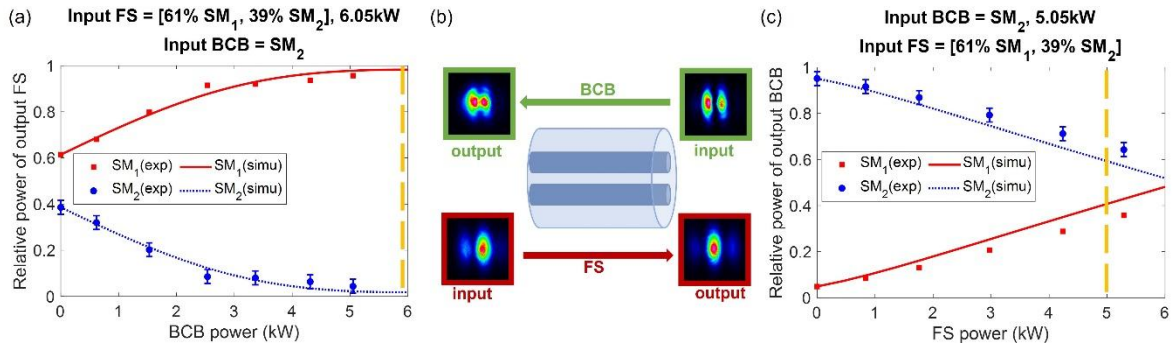 (a)
Input FS = [61% SM₁, 39% SM₂], 6.05kW
Input BCB = SM₂
Relative power of output FS
1
0.8
0.6
0.4
0.2
0
SM₁(exp) SM₁(simu)
SM₂(exp) SM₂(simu)
0 1 2 3 4 5 6
BCB power (kW)
(b)
BCB
output
input
input
FS
output
(c)
Input BCB = SM₂, 5.05kW
Input FS = [61% SM₁, 39% SM₂]
Relative power of output BCB
1
0.8
0.6
0.4
0.2
0
SM₁(exp) SM₁(simu)
SM₂(exp) SM₂(simu)
0 1 2 3 4 5 6
FS power (kW)